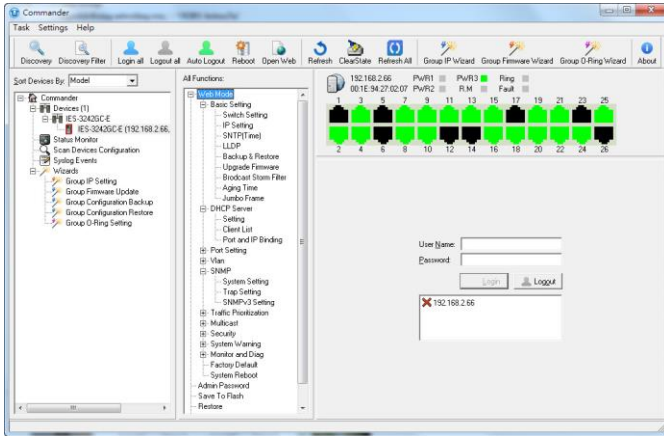 Commander
Task Settings Help
Discovery Discovery Filter Login all Logout all Auto Logout Reboot Open Web Refresh ClearState Refresh All Group IP Wizard Group Firmware Wizard Group O-Ring Wizard About
Sort Devices By: Model
Commander
Devices (1)
IES-3242GC-E
IES-3242GC-E (192.168.2.66,
Status Monitor
Scan Devices Configuration
Syslog Events
Wizards
Group IP Setting
Group Firmware Update
Group Configuration Backup
Group Configuration Restore
Group O-Ring Setting
All Functions:
Web Mode
Basic Setting
Switch Setting
IP Setting
SNTP(Time)
LLDP
Backup & Restore
Upgrade Firmware
Brodcast Storm Filter
Aging Time
Jumbo Frame
DHCP Server
Setting
Client List
Port and IP Binding
Port Setting
Vlan
SNMP
System Setting
Trap Setting
SNMPv3 Setting
Traffic Prioritization
Multicast
Security
System Warning
Monitor and Diag
Factory Default
System Reboot
Admin Password
Save To Flash
Restore
192.168.2.66 PWR1 PWR3 Ring
00:1E:94:27:02:07 PWR2 R.M Fault
1 3 5 7 9 11 13 15 17 19 21 23 25
2 4 6 8 10 12 14 16 18 20 22 24 26
User Name:
Password:
Login Logout
192.168.2.66